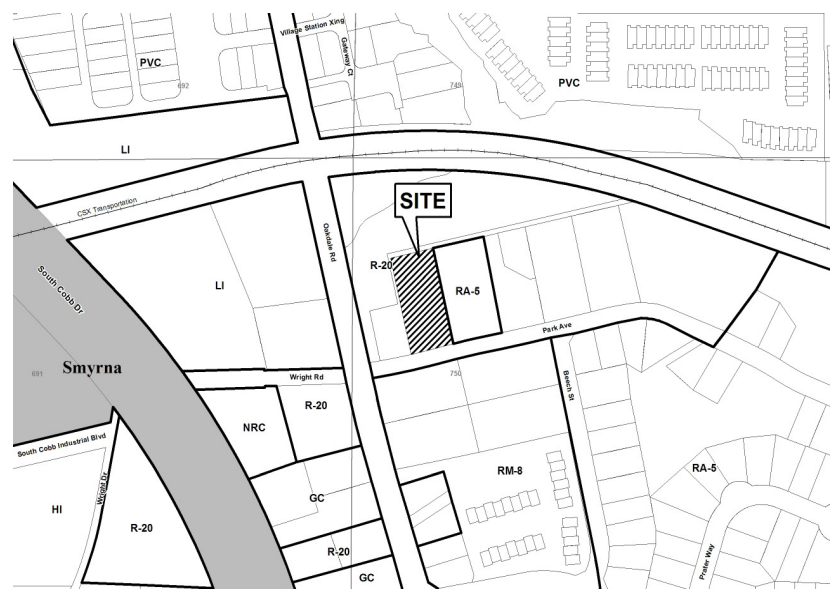 Village Station Xing
Gateway Ct
PVC
692
749
PVC
LI
CSX Transportation
SITE
Oakdale Rd
R-20
South Cobb Dr
LI
RA-5
Park Ave
Smyrna
691
Wright Rd
750
Beech St
R-20
NRC
South Cobb Industrial Blvd
RM-8
RA-5
Wright Dr
GC
HI
R-20
R-20
Prater Way
GC